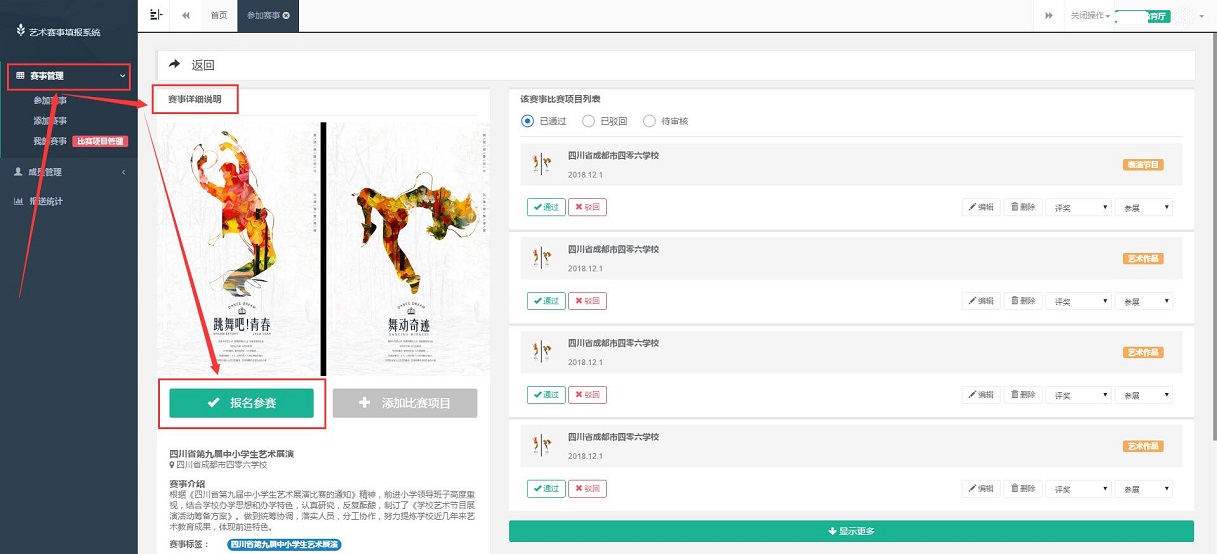 艺术赛事填报系统
首页
参加赛事
关闭操作
育厅
赛事管理
参加赛事
添加赛事
我的赛事 比赛项目管理
成员管理
报送统计
返回
赛事详细说明
DANCE DREAM
跳舞吧!青春
DANCE DREAM
舞动奇迹
报名参赛
添加比赛项目
四川省第九届中小学生艺术展演
四川省成都市四零六学校
赛事介绍
根据《四川省第九届中小学生艺术展演比赛的通知》精神，前进小学领导班子高度重
视，结合学校办学思想和办学特色，认真研究，反复酝酿，制订了《学校艺术节目展
演活动筹备方案》。做到统筹协调，落实人员，分工协作，努力提炼学校近几年来艺
术教育成果，体现前进特色。
赛事标签： 四川省第九届中小学生艺术展演
该赛事比赛项目列表
已通过 已驳回 待审核
四川省成都市四零六学校
2018.12.1
表演节目
通过 驳回 编辑 删除 评奖 参展
四川省成都市四零六学校
2018.12.1
艺术作品
通过 驳回 编辑 删除 评奖 参展
四川省成都市四零六学校
2018.12.1
艺术作品
通过 驳回 编辑 删除 评奖 参展
四川省成都市四零六学校
2018.12.1
艺术作品
通过 驳回 编辑 删除 评奖 参展
显示更多